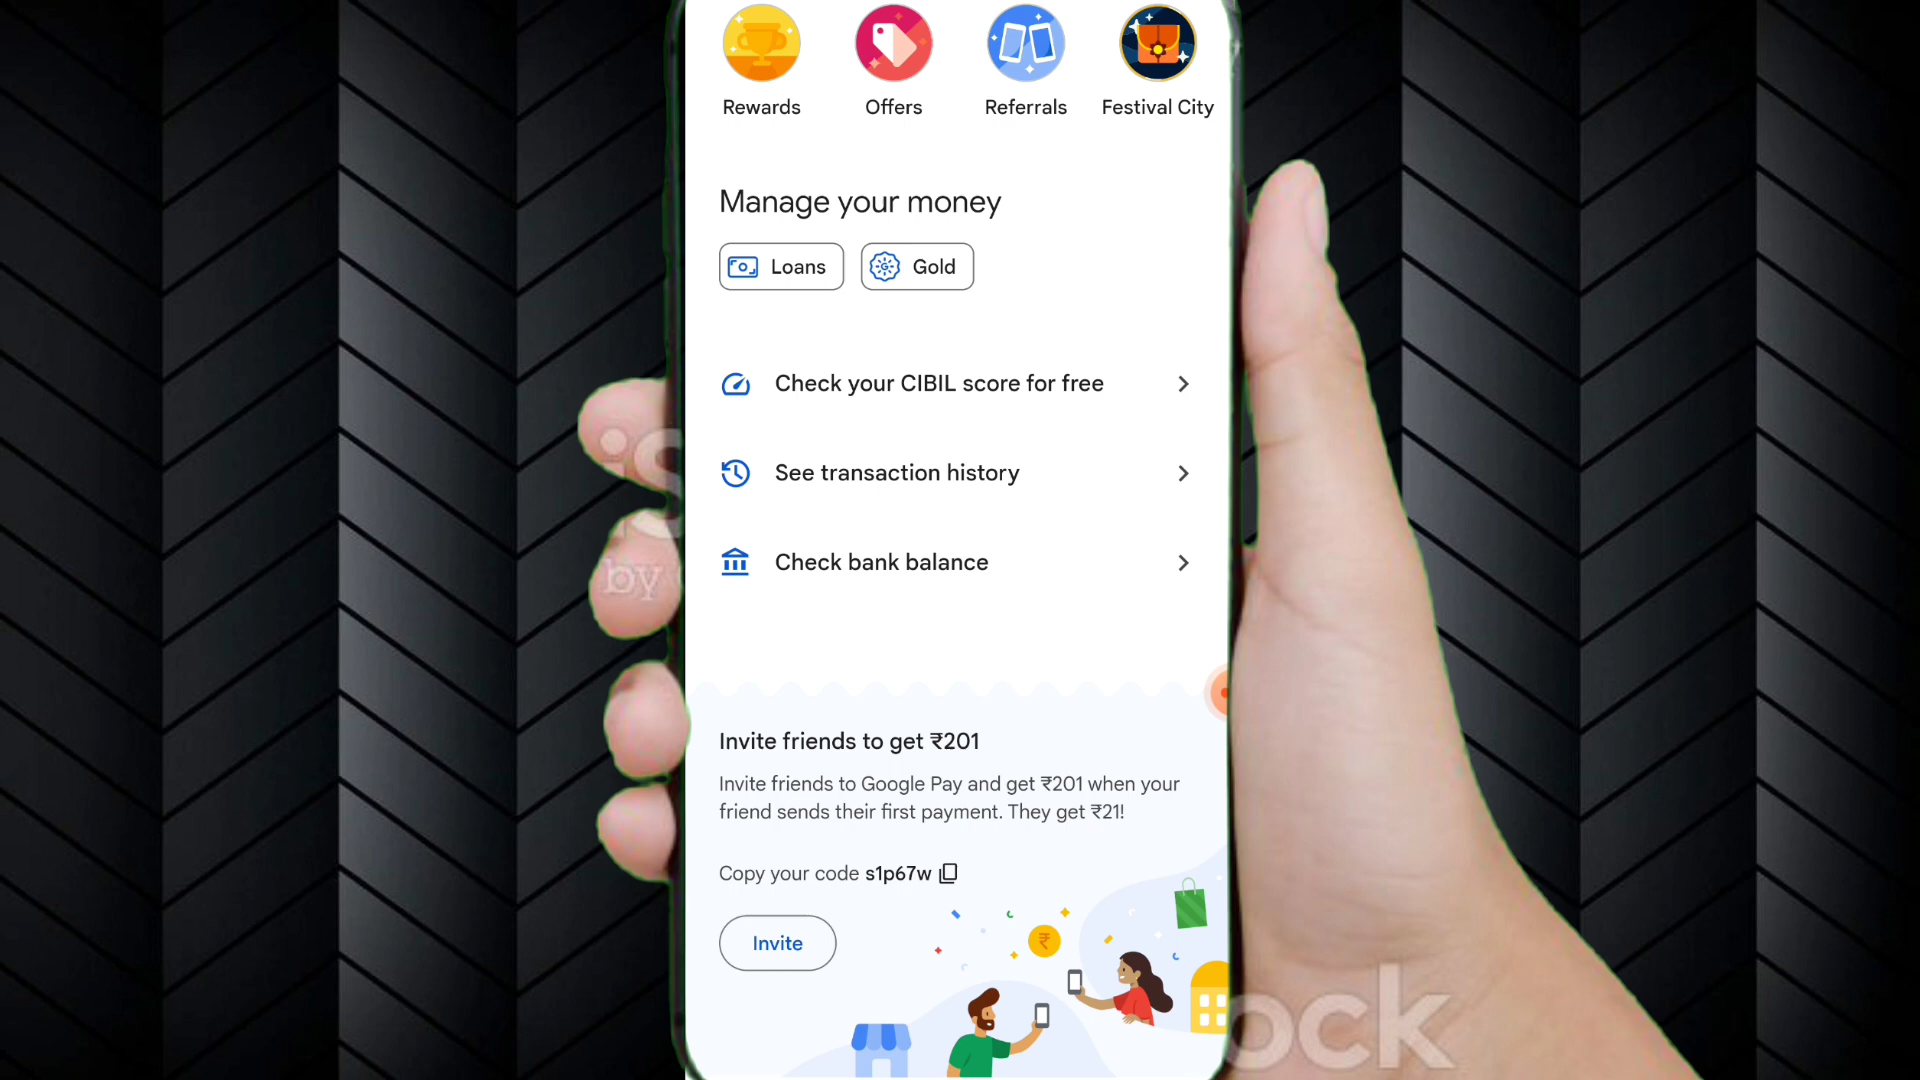 Rewards Offers Referrals Festival City
Manage your money
Loans Gold
Check your CIBIL score for free
See transaction history
Check bank balance
Invite friends to get ₹201
Invite friends to Google Pay and get ₹201 when your
friend sends their first payment. They get ₹21!
Copy your code s1p67w
Invite
by
ock